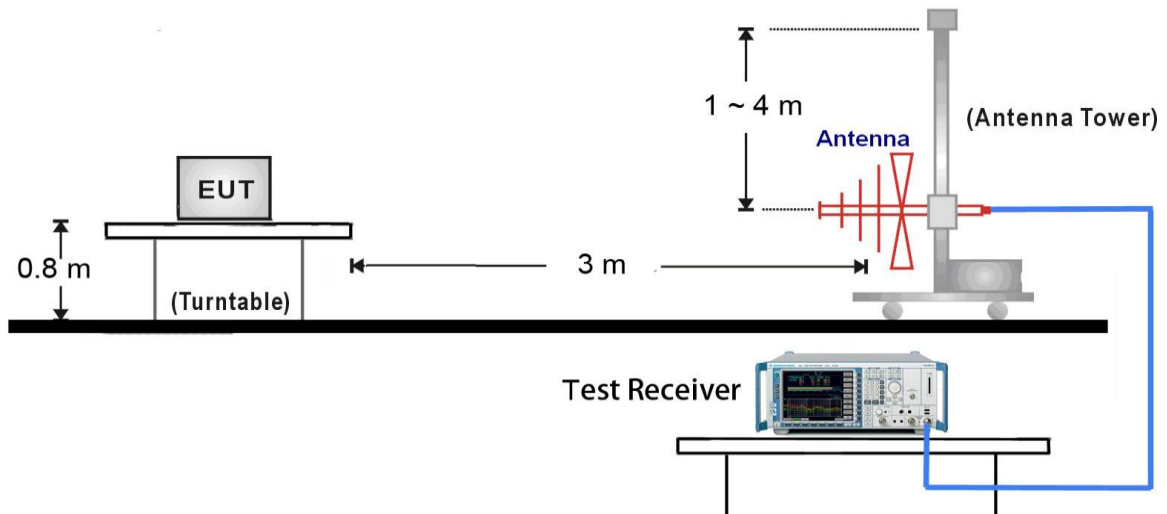 1 ~ 4 m
(Antenna Tower)
Antenna
EUT
0.8 m
3 m
(Turntable)
Test Receiver